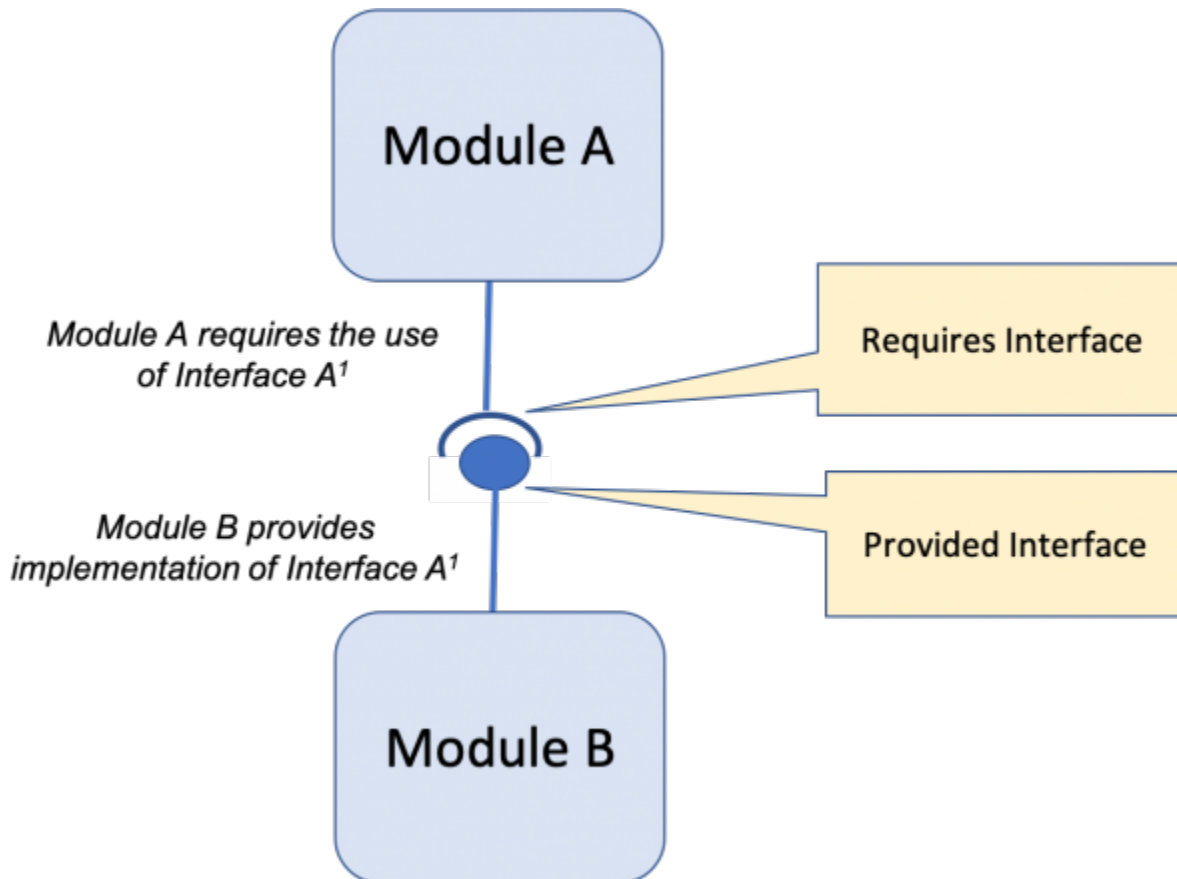 Module A
Module A requires the use
of Interface A¹
Requires Interface
Provided Interface
Module B provides
implementation of Interface A¹
Module B